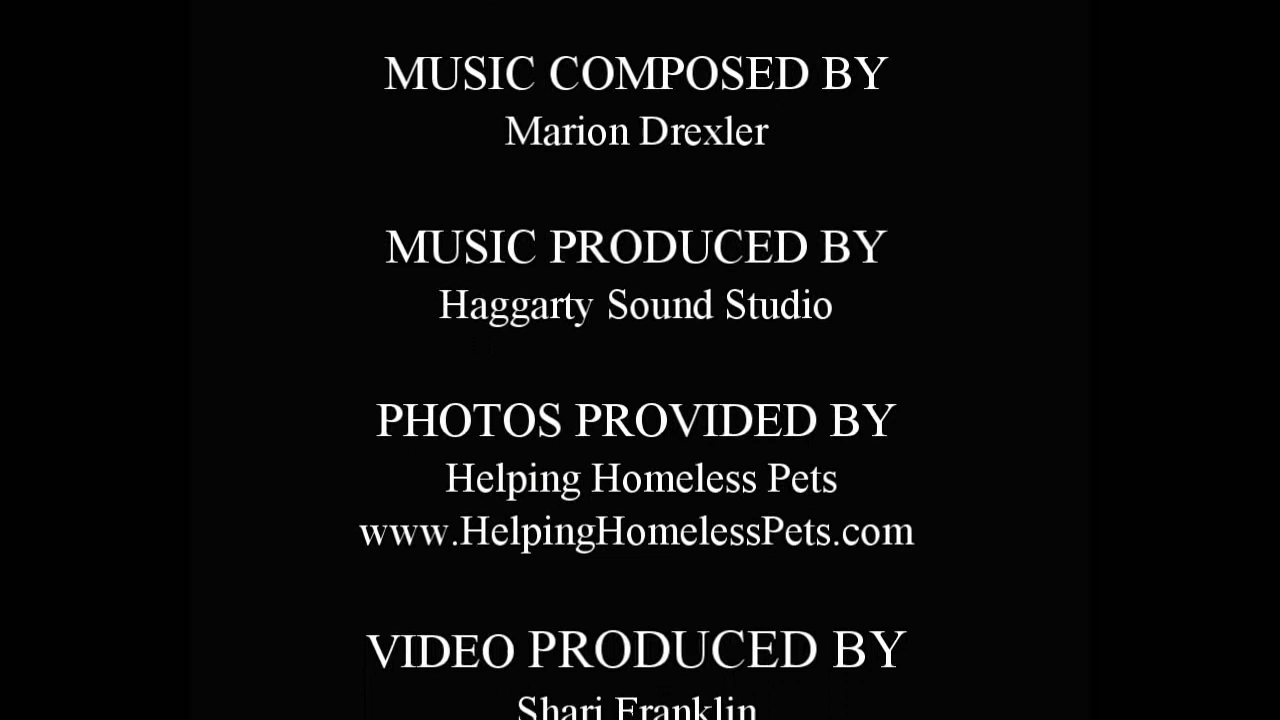 MUSIC COMPOSED BY
Marion Drexler
MUSIC PRODUCED BY
Haggarty Sound Studio
PHOTOS PROVIDED BY
Helping Homeless Pets
www.HelpingHomelessPets.com
VIDEO PRODUCED BY
Shari Franklin